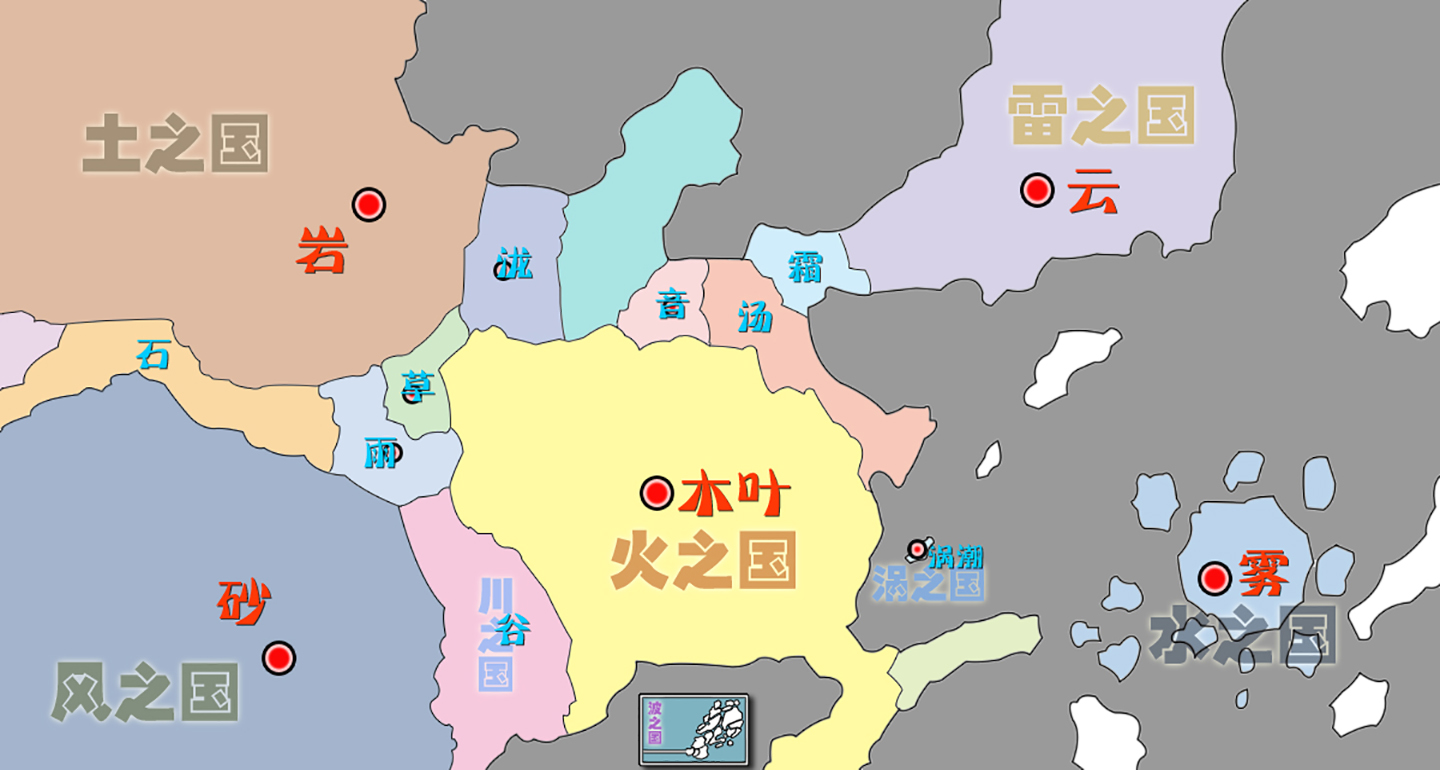 土之国
雷之国
云
岩
泷
霜
音
汤
石
草
雨
木叶
火之国
涡潮
涡之国
雾
水之国
砂
川之国
谷
风之国
波之国